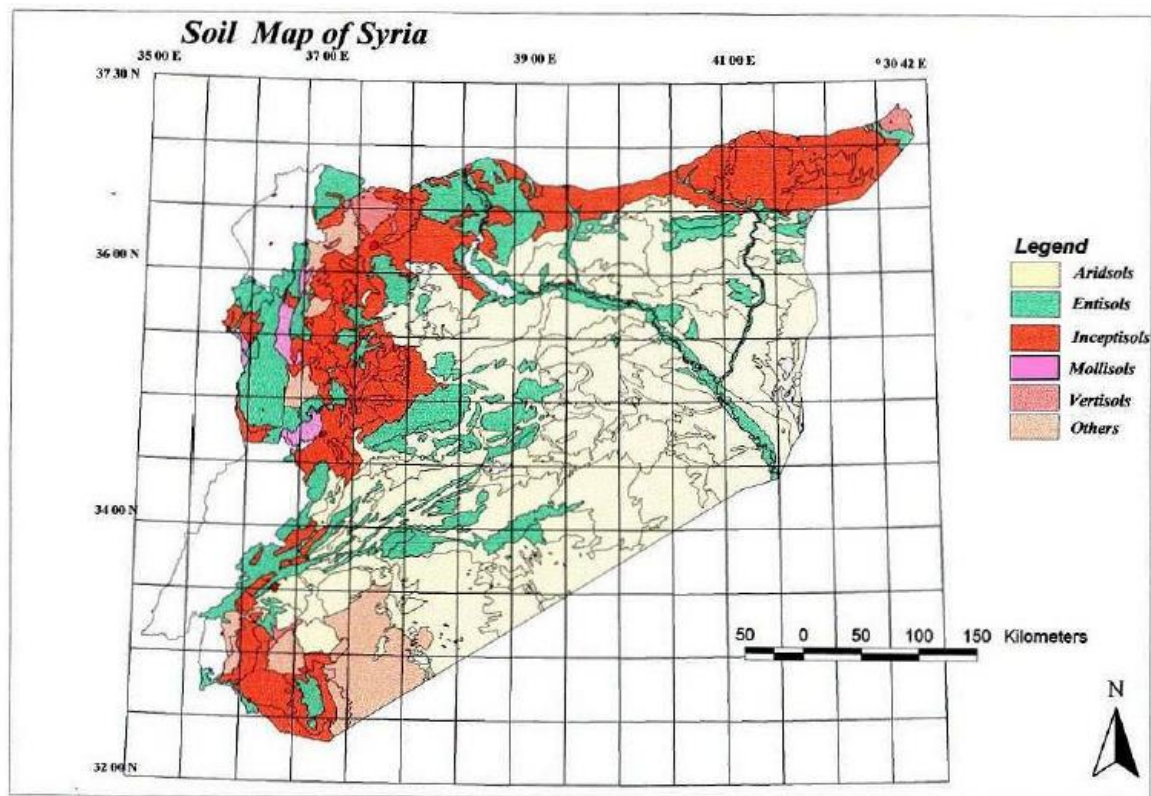 Soil Map of Syria
35 00 E
37 00 E
39 00 E
41 00 E
° 30 42 E
37 30 N
36 00 N
34 00 N
32 00 N
Legend
Aridsols
Entisols
Inceptisols
Mollisols
Vertisols
Others
50 0 50 100 150 Kilometers
N